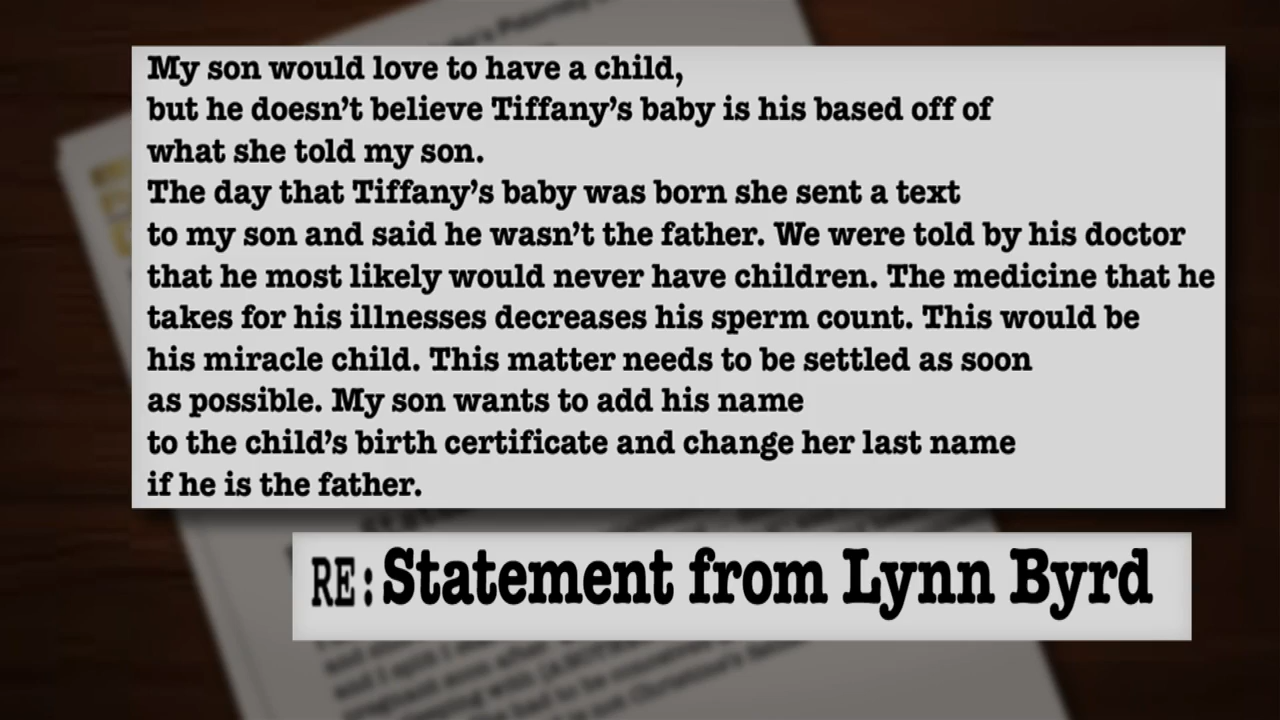 My son would love to have a child,
but he doesn't believe Tiffany's baby is his based off of
what she told my son.
The day that Tiffany's baby was born she sent a text
to my son and said he wasn't the father. We were told by his doctor
that he most likely would never have children. The medicine that he
takes for his illnesses decreases his sperm count. This would be
his miracle child. This matter needs to be settled as soon
as possible. My son wants to add his name
to the child's birth certificate and change her last name
if he is the father.
RE: Statement from Lynn Byrd